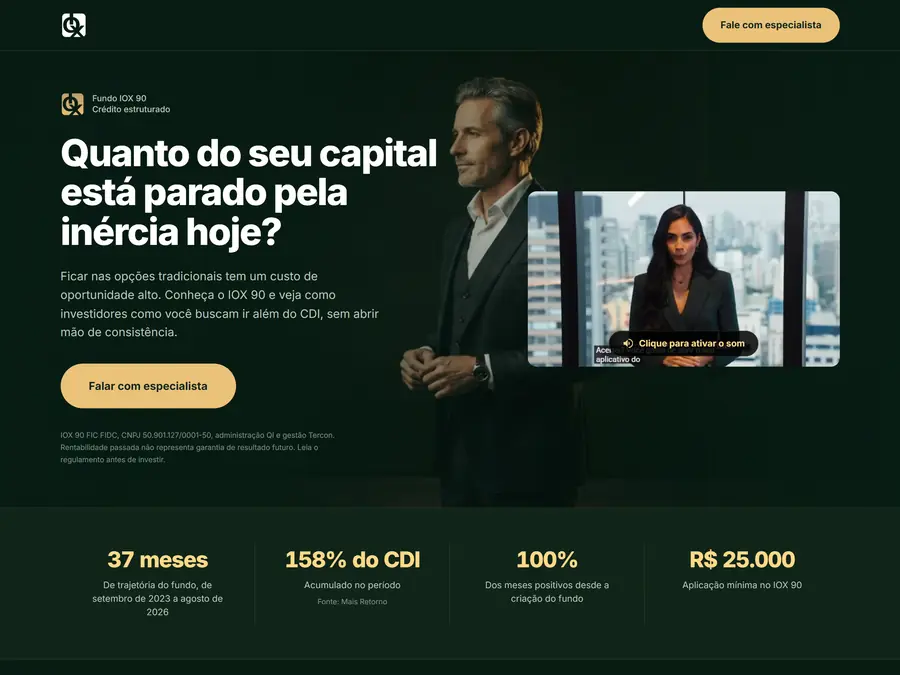 Fale com especialista
Fundo IOX 90
Crédito estruturado
Quanto do seu capital
está parado pela
inércia hoje?
Ficar nas opções tradicionais tem um custo de
oportunidade alto. Conheça o IOX 90 e veja como
investidores como você buscam ir além do CDI, sem abrir
mão de consistência.
Falar com especialista
IOX 90 FIC FIDC, CNPJ 50.901.127/0001-50, administração QI e gestão Tercon.
Rentabilidade passada não representa garantia de resultado futuro. Leia o
regulamento antes de investir.
Clique para ativar o som
aplicativo do
37 meses
De trajetória do fundo, de
setembro de 2023 a agosto de
2026
158% do CDI
Acumulado no período
Fonte: Mais Retorno
100%
Dos meses positivos desde a
criação do fundo
R$ 25.000
Aplicação mínima no IOX 90